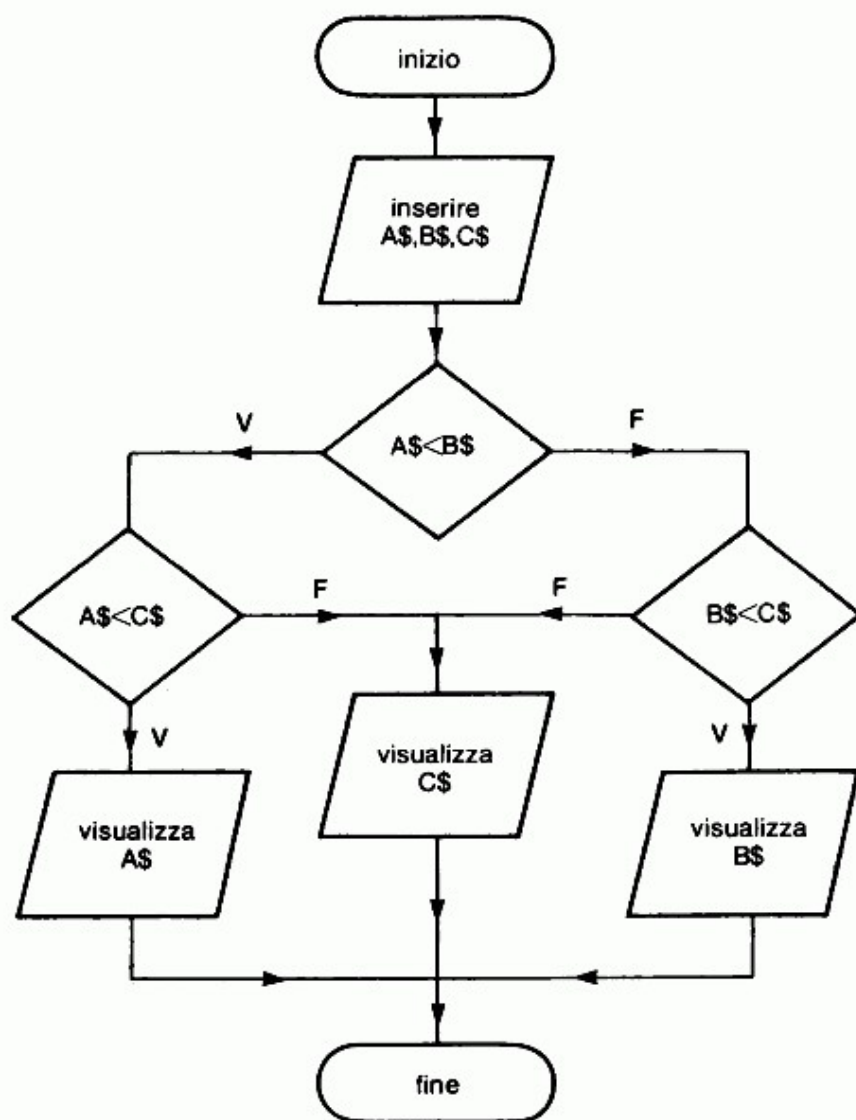 inizio
inserire
A$,B$,C$
V
F
A$<B$
F
F
A$<C$
B$<C$
V
V
visualizza
C$
visualizza
A$
visualizza
B$
fine